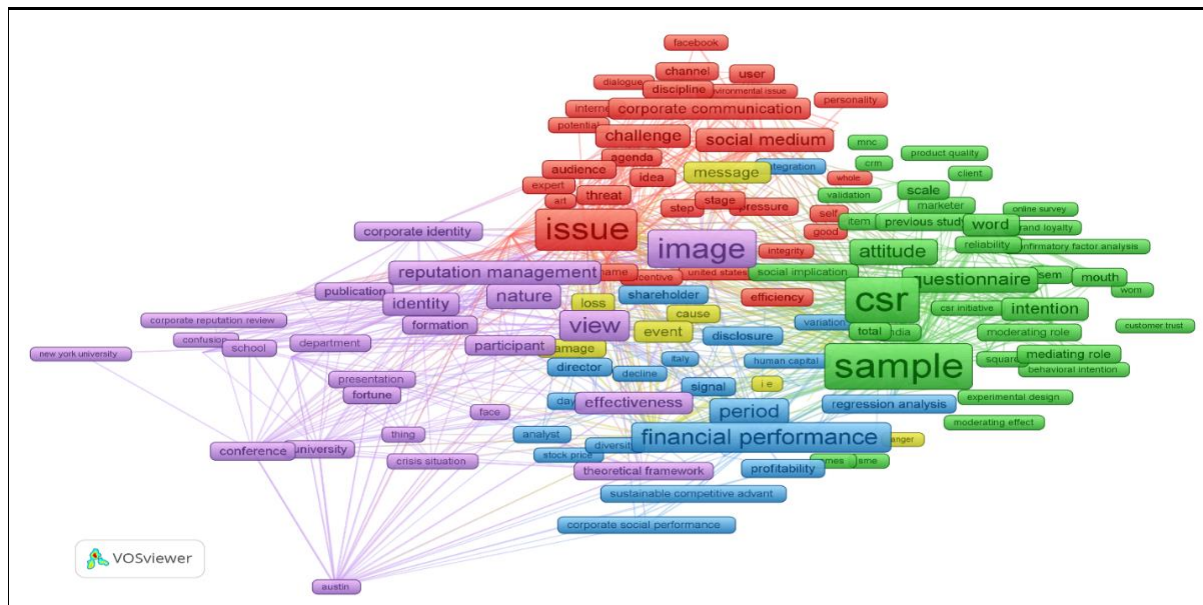 facebook
channel
user
dialogue
discipline
environmental issue
interne
corporate communication
personality
potential
challenge
social medium
mnc
product quality
agenda
crm
audience
idea
message
integration
client
expert
whole
threat
validation
scale
art
step
stage
pressure
marketer
online survey
self
item
previous study
word
brand loyalty
corporate identity
issue
image
good
attitude
reliability
confirmatory factor analysis
integrity
reputation management
name
united states
social implication
questionnaire
sem
mouth
publication
identity
nature
loss
shareholder
efficiency
csr
worn
csr initiative
intention
corporate reputation review
formation
view
cause
variation
customer trust
confusion
event
disclosure
total
moderating role
new york university
school
department
participant
damage
italy
human capital
square
mediating role
director
decline
sample
behavioral intention
presentation
signal
i e
fortune
day
effectiveness
regression analysis
experimental design
face
period
moderating effect
thing
analyst
financial performance
conference
university
diversity
stock price
crisis situation
theoretical framework
profitability
sme
sustainable competitive advant
corporate social performance
VOSviewer
austin